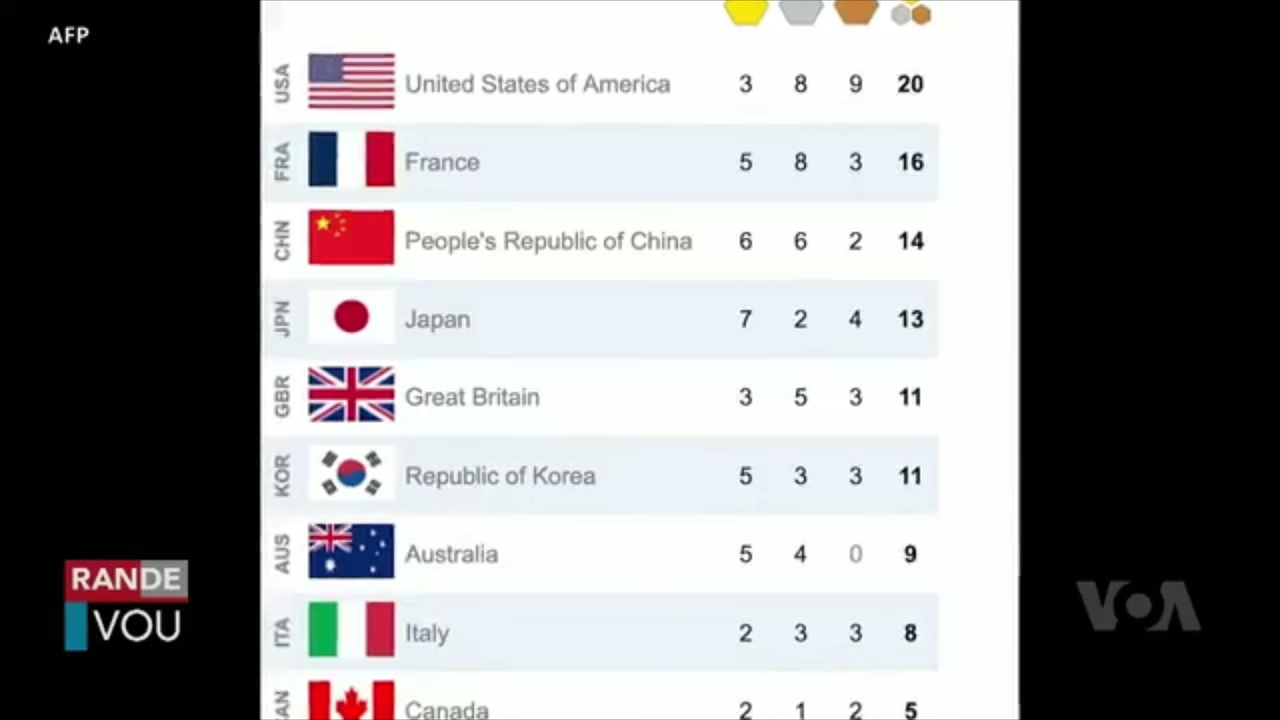 AFP
USA United States of America 3 8 9 20
FRA France 5 8 3 16
CHN People's Republic of China 6 6 2 14
JPN Japan 7 2 4 13
GBR Great Britain 3 5 3 11
KOR Republic of Korea 5 3 3 11
AUS Australia 5 4 0 9
ITA Italy 2 3 3 8
AN Canada 2 1 2 5
RANDE
VOU
VOA